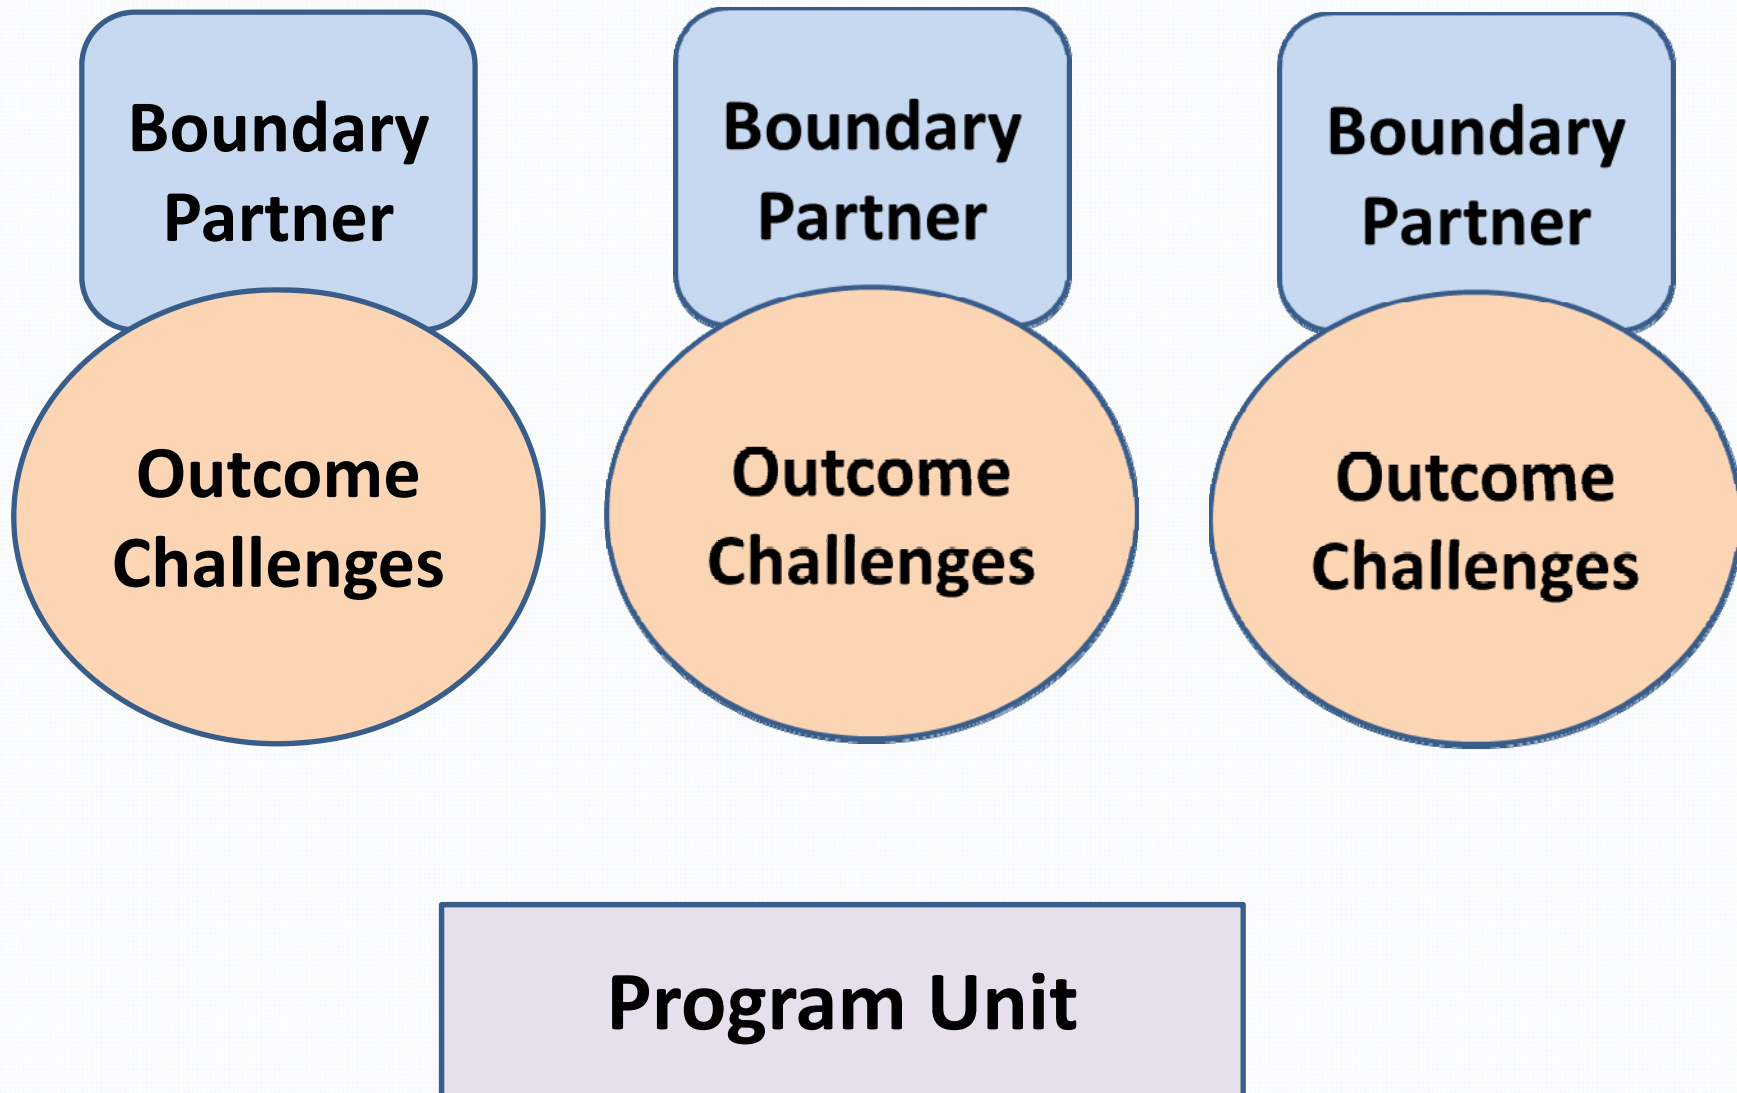 Boundary
Partner
Boundary
Partner
Boundary
Partner
Outcome
Challenges
Outcome
Challenges
Outcome
Challenges
Program Unit